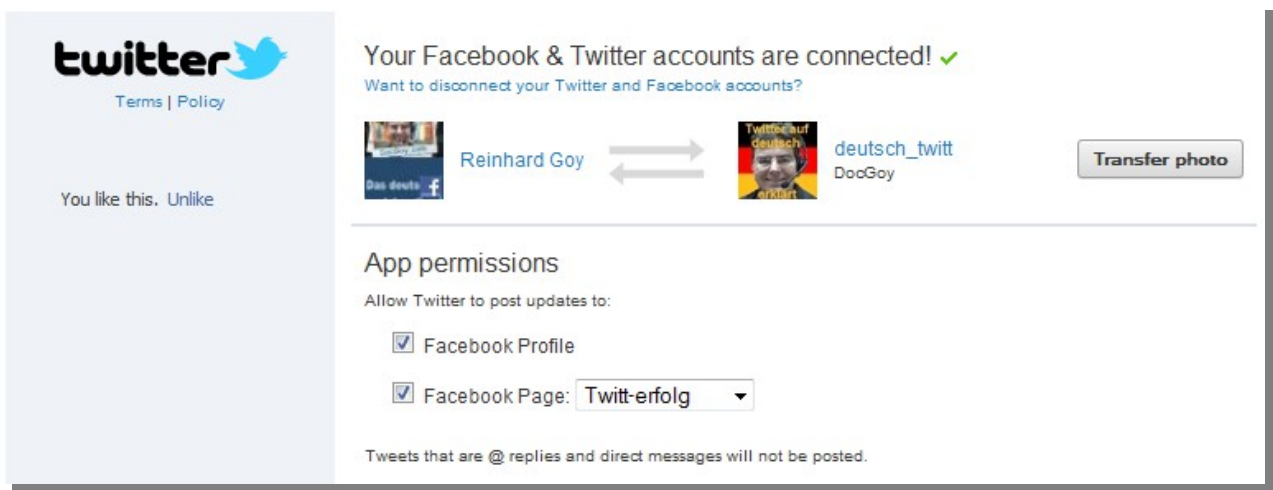 twitter
Terms | Policy
You like this. Unlike
Your Facebook & Twitter accounts are connected!
Want to disconnect your Twitter and Facebook accounts?
Das deuts
f
Reinhard Goy
Twitter auf
deutsch
erklärt
deutsch_twitt
DocGoy
Transfer photo
App permissions
Allow Twitter to post updates to:
Facebook Profile
Facebook Page: Twitt-erfolg
Tweets that are @ replies and direct messages will not be posted.